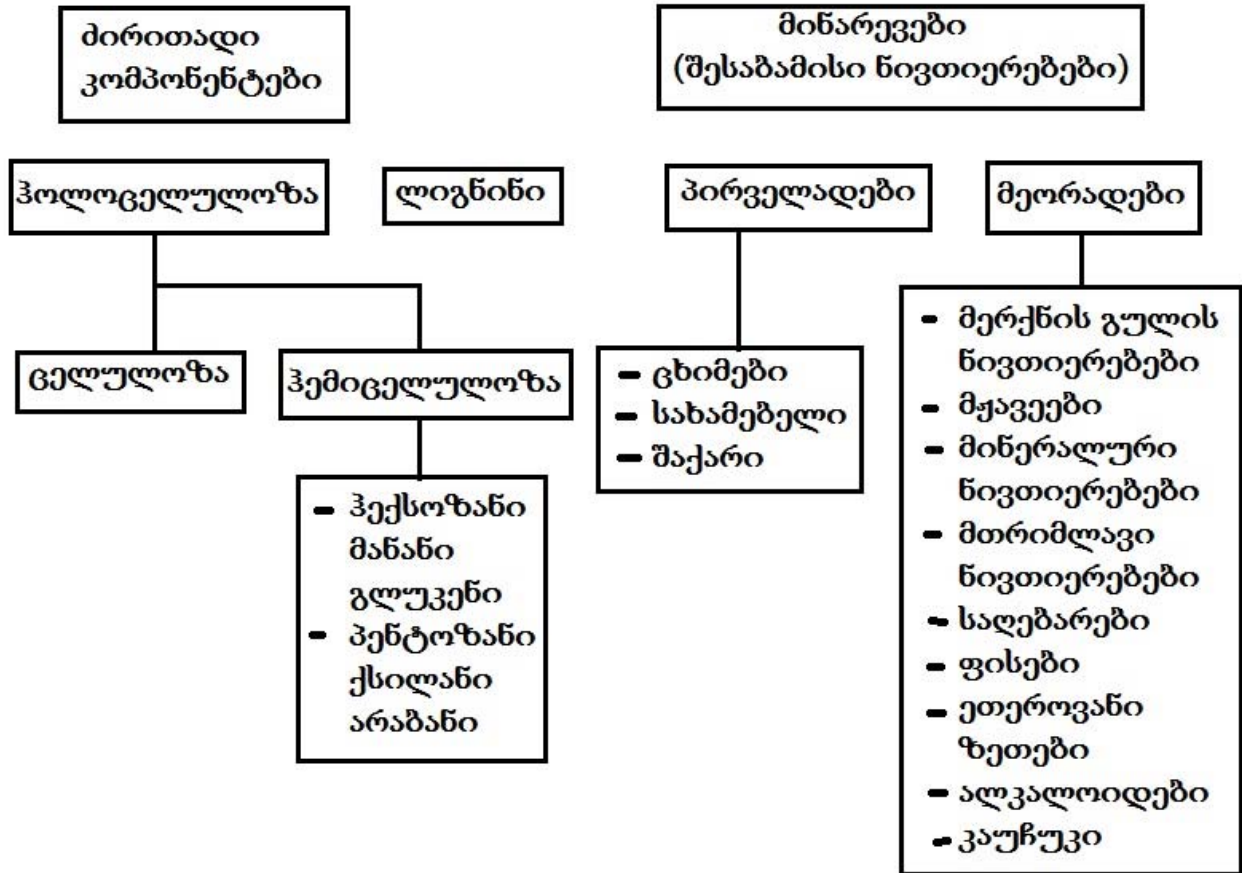 ძირითადი
კომპონენტები
მინარევები
(შესაბამისი ნივთიერებები)
ჰოლოცელულოზა
ლიგნინი
პირველადები
მეორადები
ცელულოზა
ჰემიცელულოზა
- ჰექსოზანი
მანანი
გლუკენი
- პენტოზანი
ქსილანი
არაბანი
- ცხიმები
- სახამებელი
- შაქარი
- მერქნის გულის
ნივთიერებები
- მჟავეები
- მინერალური
ნივთიერებები
- მთრიმლავი
ნივთიერებები
- საღებარები
- ფისები
- ეთეროვანი
ზეთები
- ალკალოიდები
- კაუჩუკი